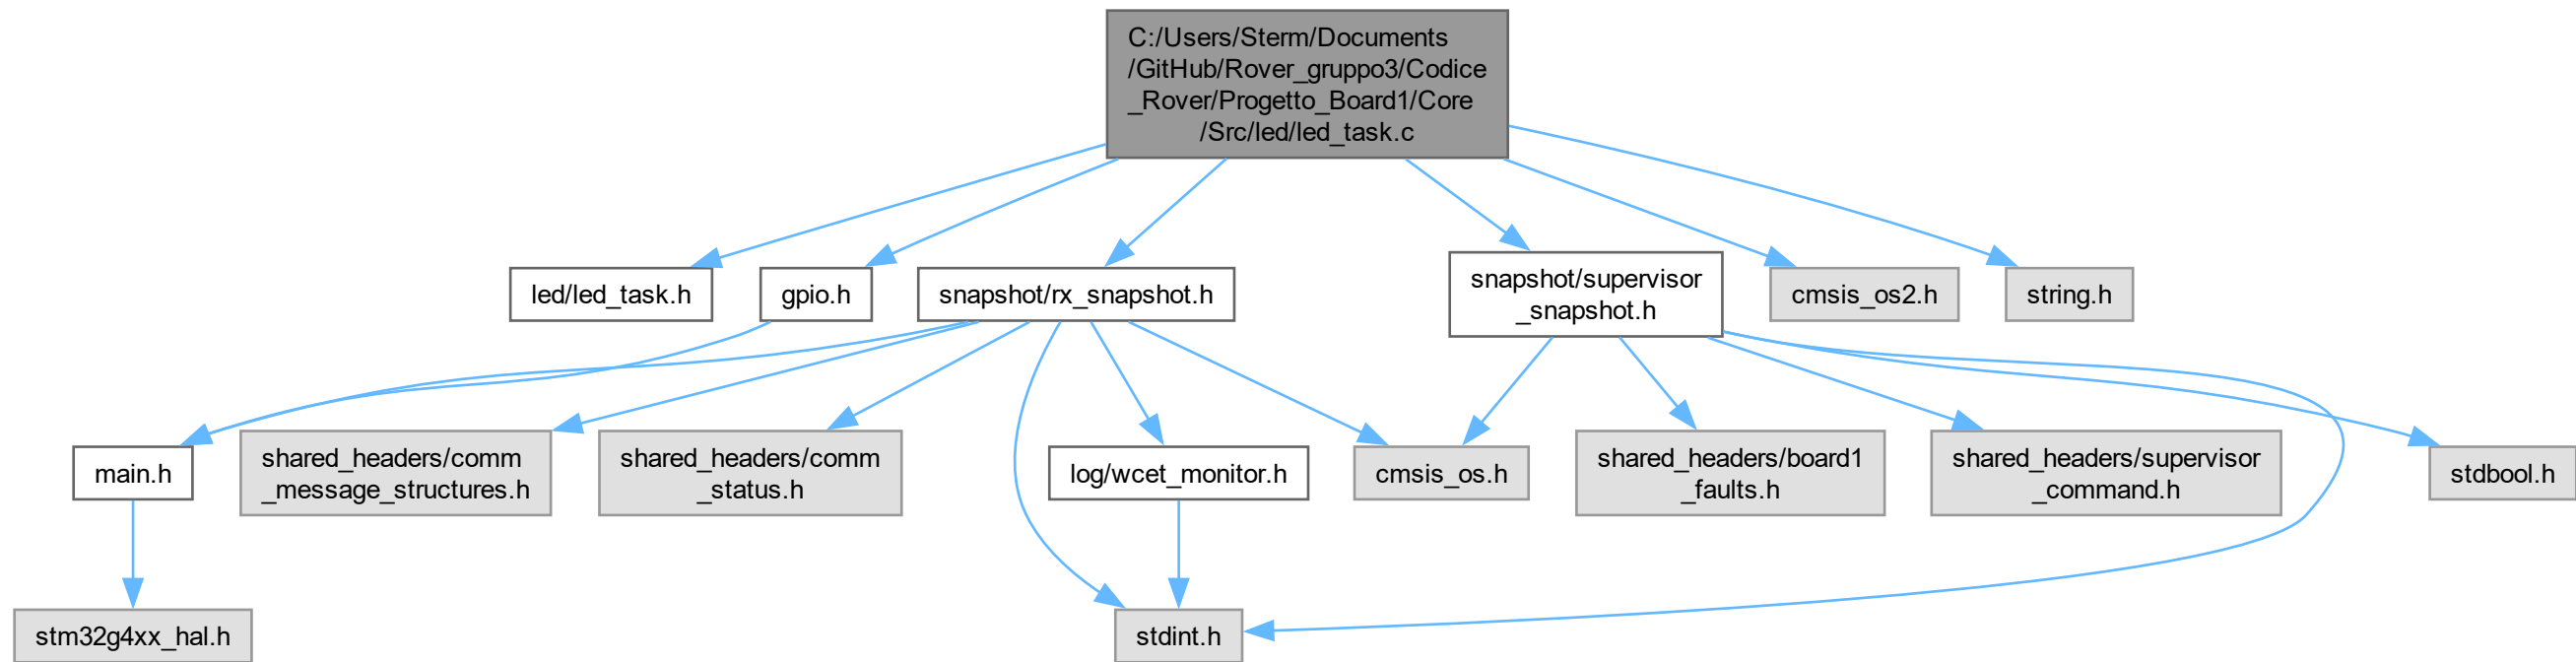 C:/Users/Sterm/Documents
/GitHub/Rover_gruppo3/Codice
_Rover/Progetto_Board1/Core
/Src/led/led_task.c
led/led_task.h
gpio.h
snapshot/rx_snapshot.h
snapshot/supervisor
_snapshot.h
cmsis_os2.h
string.h
main.h
shared_headers/comm
_message_structures.h
shared_headers/comm
_status.h
log/wcet_monitor.h
cmsis_os.h
shared_headers/board1
_faults.h
shared_headers/supervisor
_command.h
stdbool.h
stm32g4xx_hal.h
stdint.h